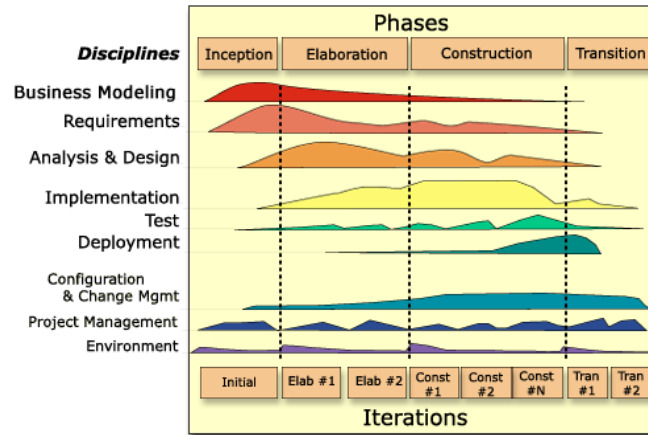 Phases
Disciplines
Inception
Elaboration
Construction
Transition
Business Modeling
Requirements
Analysis & Design
Implementation
Test
Deployment
Configuration
& Change Mgmt
Project Management
Environment
Initial
Elab #1
Elab #2
Const
#1
Const
#2
Const
#N
Tran
#1
Tran
#2
Iterations